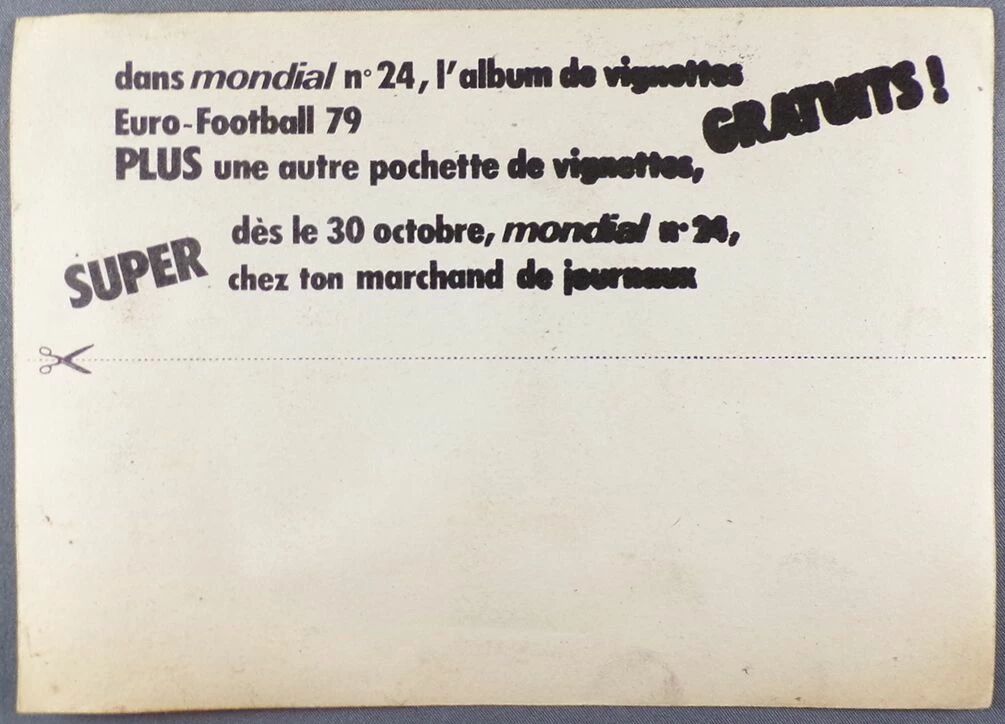 dans mondial n° 24, l'album de vignettes
Euro-Football 79
GRATUITS !
PLUS une autre pochette de vignettes,
SUPER
dès le 30 octobre, mondial n° 24,
chez ton marchand de journaux